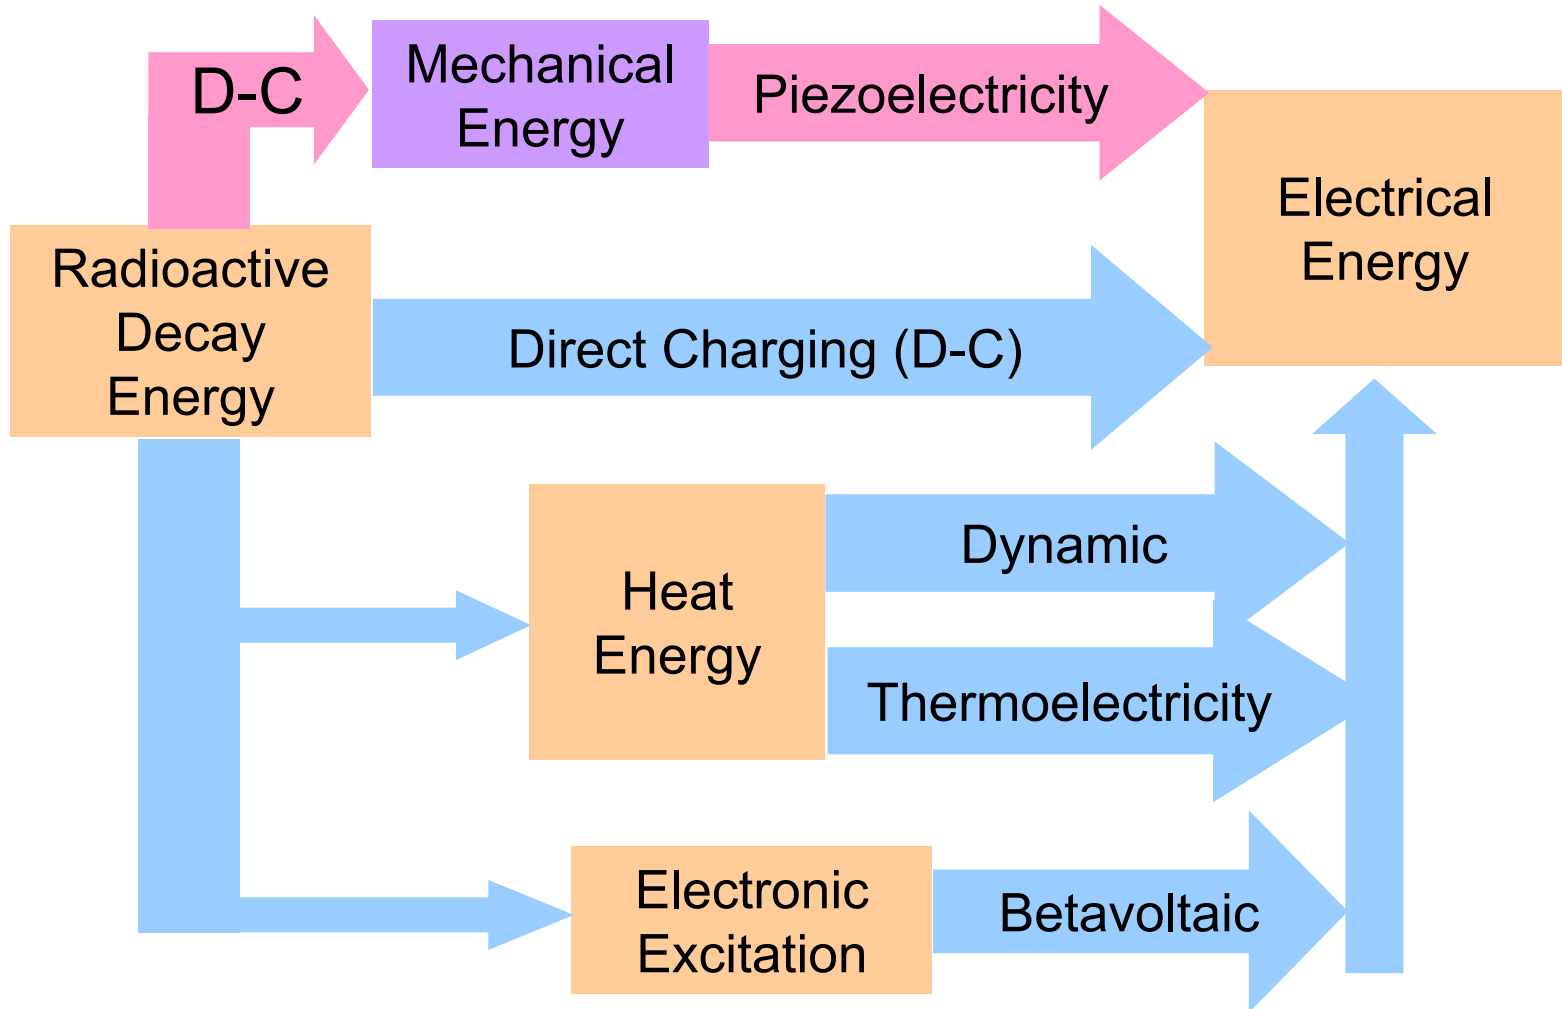 D-C
Mechanical
Energy
Piezoelectricity
Electrical
Energy
Radioactive
Decay
Energy
Direct Charging (D-C)
Heat
Energy
Dynamic
Thermoelectricity
Electronic
Excitation
Betavoltaic